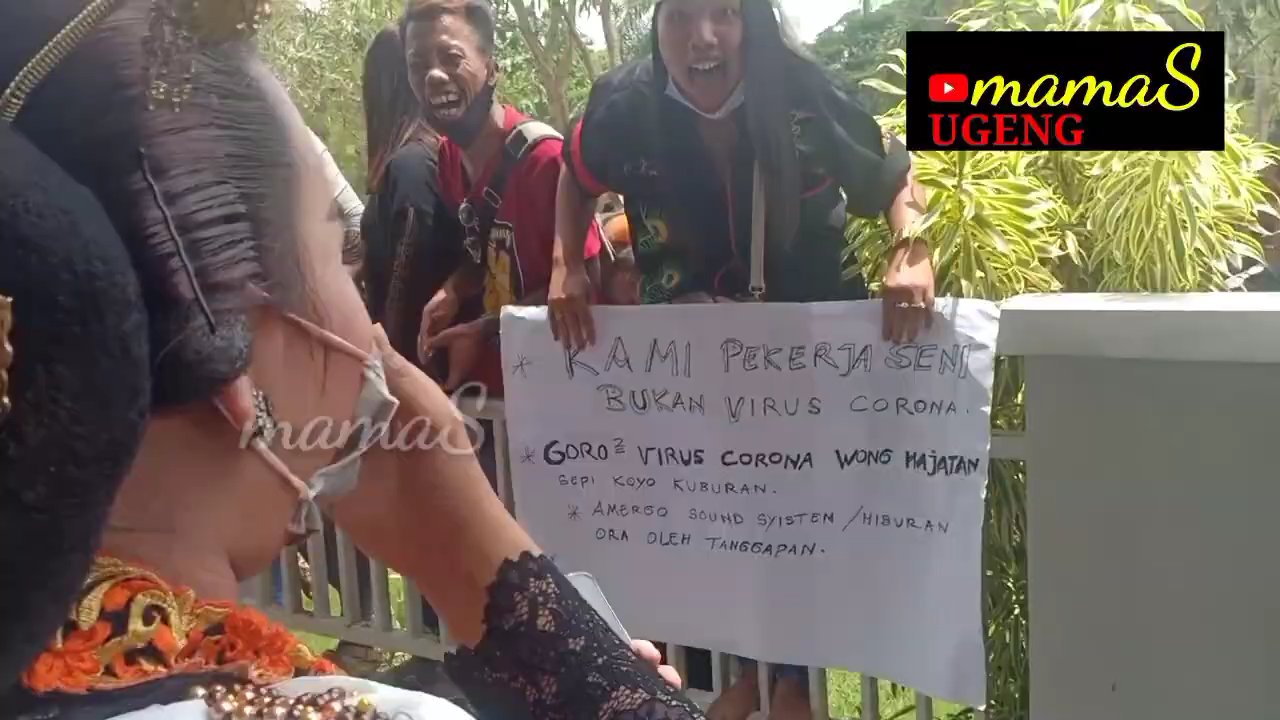 mamaS
UGENG
* KAMI PEKERJA SENI
BUKAN VIRUS CORONA.
* GORO² VIRUS CORONA WONG HAJATAN
SEPI KOYO KUBURAN.
* AMERGO SOUND SYISTEN / HIBURAN
ORA OLEH TANGGAPAN.
mamaS